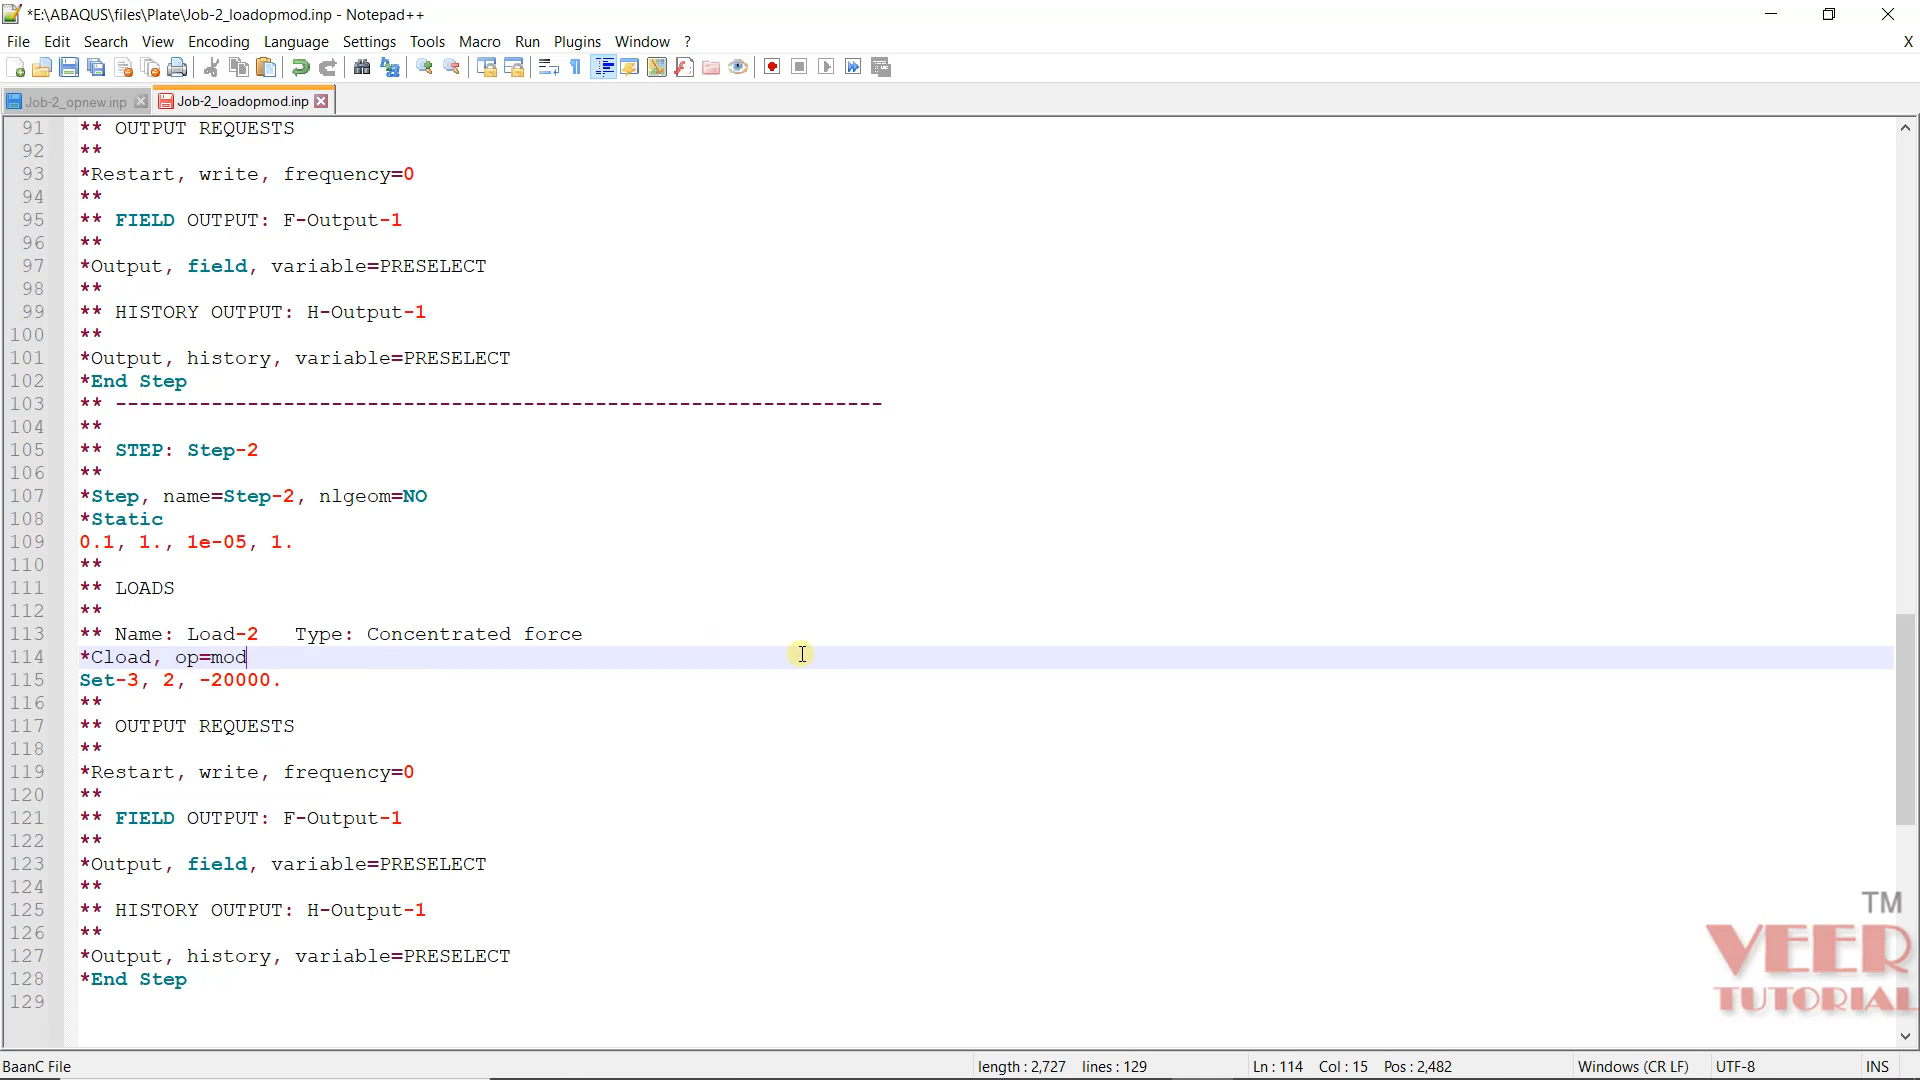 *E:\ABAQUS\files\Plate\Job-2_loadopmod.inp - Notepad++
File Edit Search View Encoding Language Settings Tools Macro Run Plugins Window ? X
Job-2_opnew.inp Job-2_loadopmod.inp
91 ** OUTPUT REQUESTS
92 **
93 *Restart, write, frequency=0
94 **
95 ** FIELD OUTPUT: F-Output-1
96 **
97 *Output, field, variable=PRESELECT
98 **
99 ** HISTORY OUTPUT: H-Output-1
100 **
101 *Output, history, variable=PRESELECT
102 *End Step
103 ** ----------------------------------------------------------------
104 **
105 ** STEP: Step-2
106 **
107 *Step, name=Step-2, nlgeom=NO
108 *Static
109 0.1, 1., 1e-05, 1.
110 **
111 ** LOADS
112 **
113 ** Name: Load-2   Type: Concentrated force
114 *Cload, op=mod
115 Set-3, 2, -20000.
116 **
117 ** OUTPUT REQUESTS
118 **
119 *Restart, write, frequency=0
120 **
121 ** FIELD OUTPUT: F-Output-1
122 **
123 *Output, field, variable=PRESELECT
124 **
125 ** HISTORY OUTPUT: H-Output-1
126 **
127 *Output, history, variable=PRESELECT
128 *End Step
129
TM
VEER
TUTORIAL
BaanC File length : 2,727 lines : 129 Ln : 114 Col : 15 Pos : 2,482 Windows (CR LF) UTF-8 INS